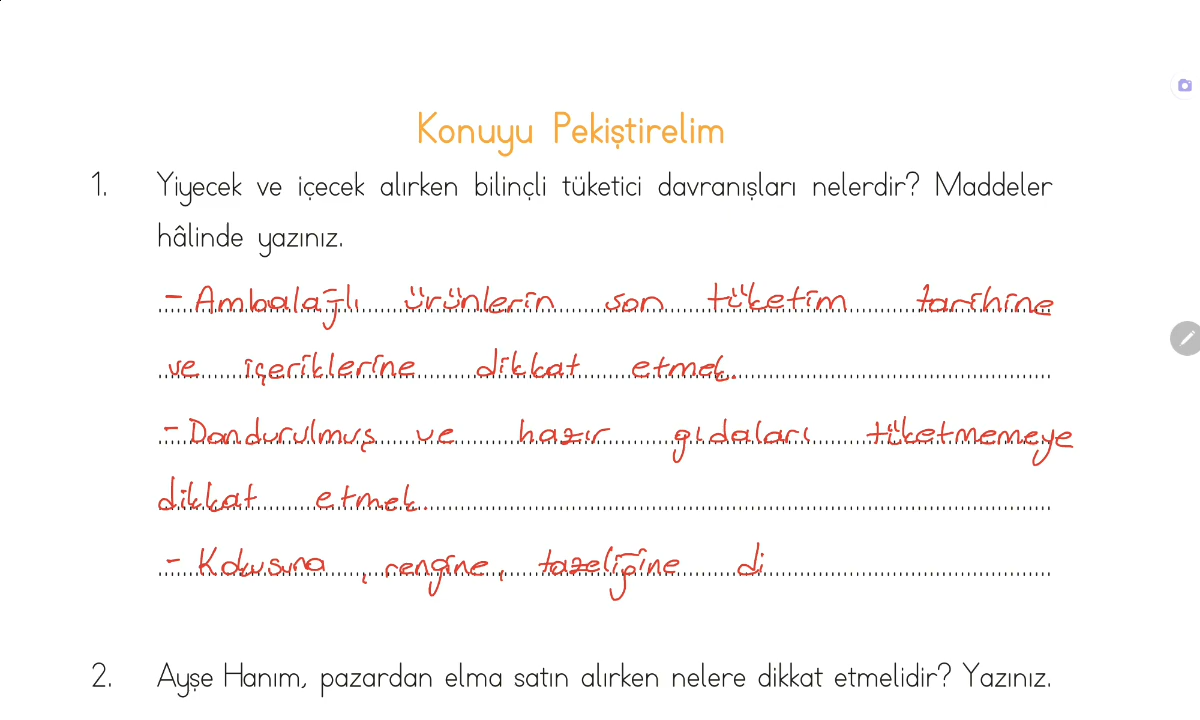 Konuyu Pekiştirelim
1. Yiyecek ve içecek alırken bilinçli tüketici davranışları nelerdir? Maddeler
hâlinde yazınız.
- Ambalağlı ürünlerin son tüketim tarihine
ve içeriklerine dikkat etmek.
- Dondurulmuş ve hazır gıdaları tüketmemeye
dikkat etmek.
- Kokusuna, rengine, tazeliğine di
2. Ayşe Hanım, pazardan elma satın alırken nelere dikkat etmelidir? Yazınız.